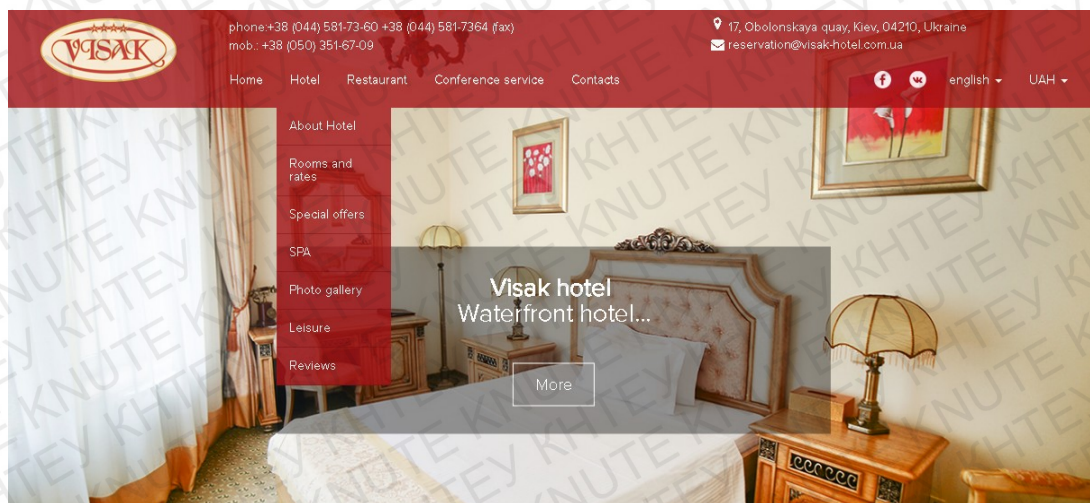 VISAK
phone:+38 (044) 581-73-60 +38 (044) 581-7364 (fax)
mob.: +38 (050) 351-67-09
17, Obolonskaya quay, Kiev, 04210, Ukraine
reservation@visak-hotel.com.ua
Home Hotel Restaurant Conference service Contacts
english UAH
About Hotel
Rooms and
rates
Special offers
SPA
Photo gallery
Leisure
Reviews
Visak hotel
Waterfront hotel...
More
KNUTE KHTEY